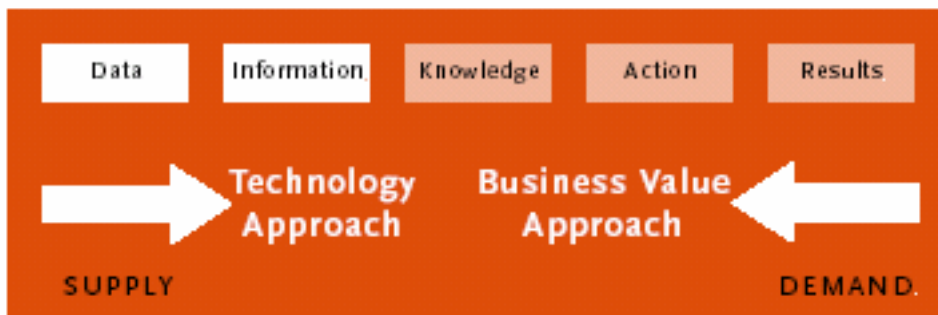 Data Information Knowledge Action Results
Technology Business Value
Approach Approach
SUPPLY DEMAND